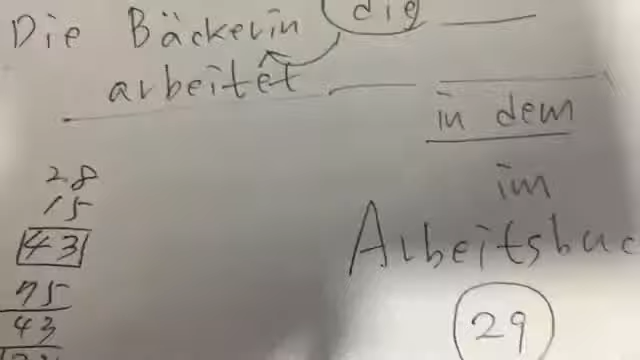 Die Bäckerin die
arbeitet
in dem
im
28
15
43
75
43
29